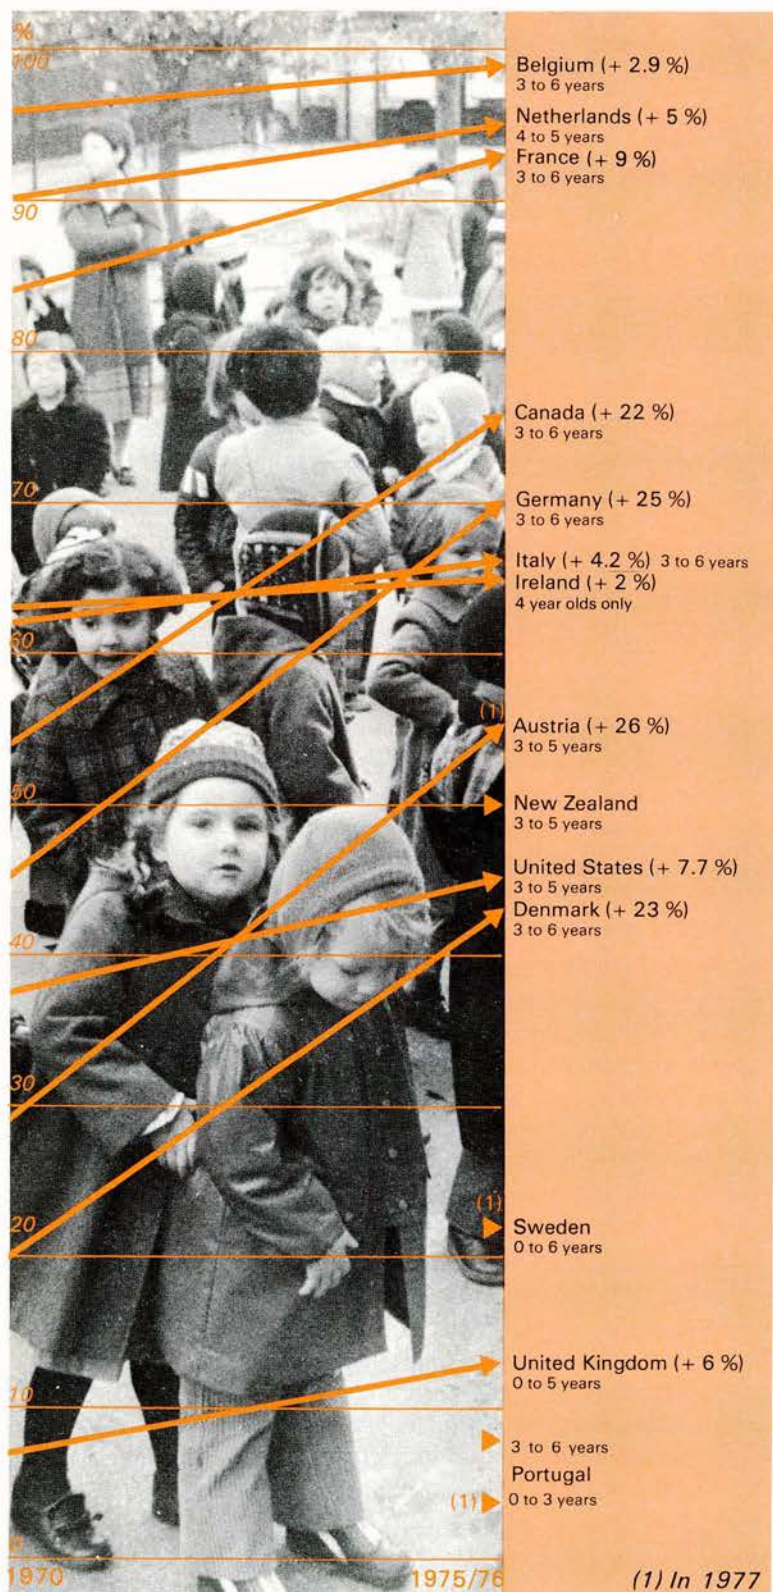 %
100
Belgium (+ 2.9 %)
3 to 6 years
Netherlands (+ 5 %)
4 to 5 years
France (+ 9 %)
3 to 6 years
90
80
Canada (+ 22 %)
3 to 6 years
70
Germany (+ 25 %)
3 to 6 years
Italy (+ 4.2 %) 3 to 6 years
Ireland (+ 2 %)
4 year olds only
60
(1)
Austria (+ 26 %)
3 to 5 years
50
New Zealand
3 to 5 years
United States (+ 7.7 %)
3 to 5 years
Denmark (+ 23 %)
3 to 6 years
40
30
(1)
20
Sweden
0 to 6 years
United Kingdom (+ 6 %)
0 to 5 years
10
3 to 6 years
Portugal
(1) 0 to 3 years
0
1970 1975/76 (1) In 1977